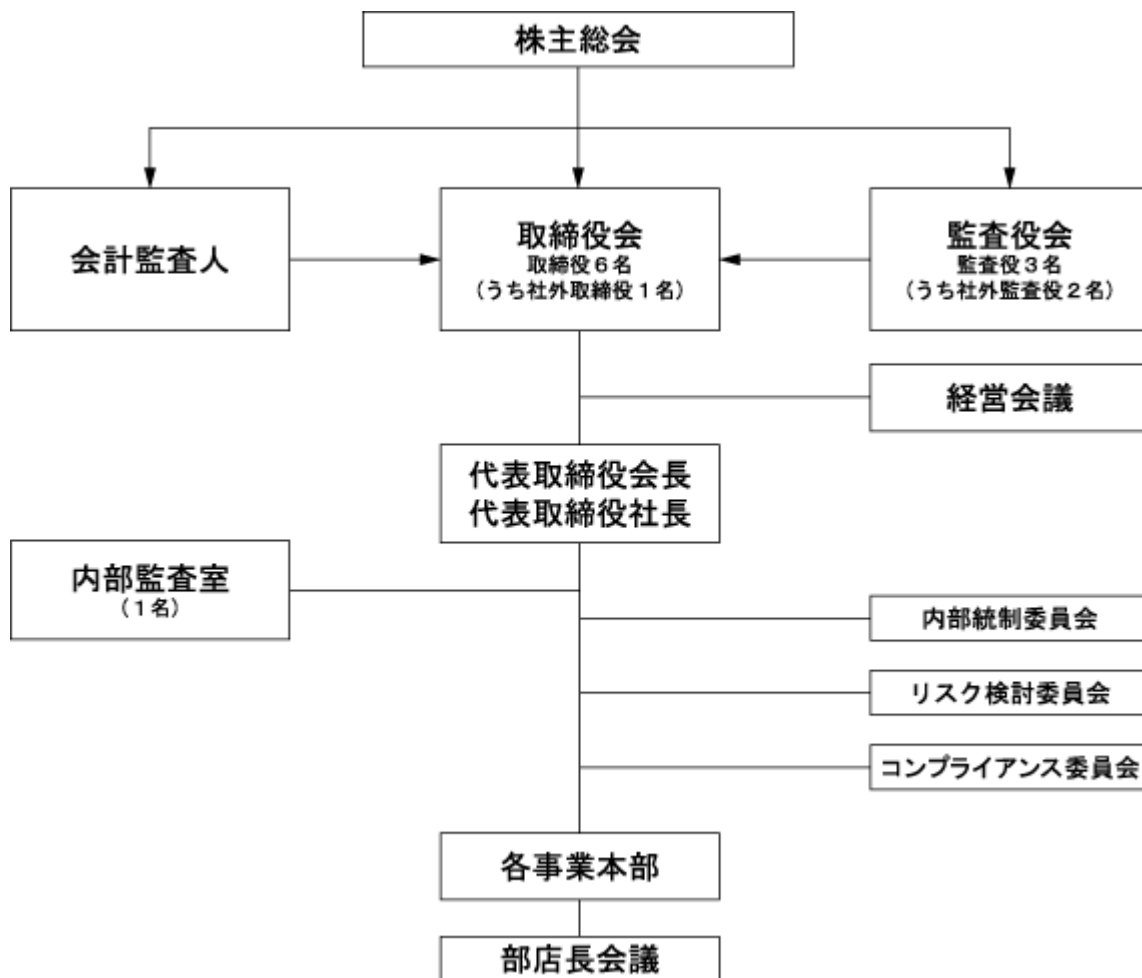 株主総会
会計監査人
取締役会
取締役６名
（うち社外取締役１名）
監査役会
監査役３名
（うち社外監査役２名）
経営会議
代表取締役会長
代表取締役社長
内部監査室
（１名）
内部統制委員会
リスク検討委員会
コンプライアンス委員会
各事業本部
部店長会議